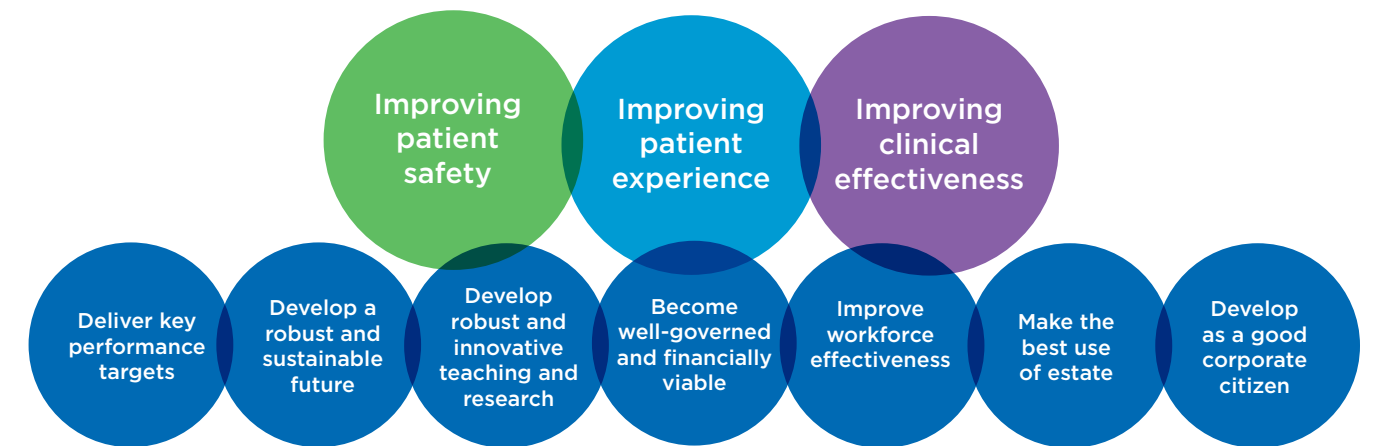 Improving
patient
safety
Improving
patient
experience
Improving
clinical
effectiveness
Deliver key
performance
targets
Develop a
robust and
sustainable
future
Develop
robust and
innovative
teaching and
research
Become
well-governed
and financially
viable
Improve
workforce
effectiveness
Make the
best use
of estate
Develop
as a good
corporate
citizen